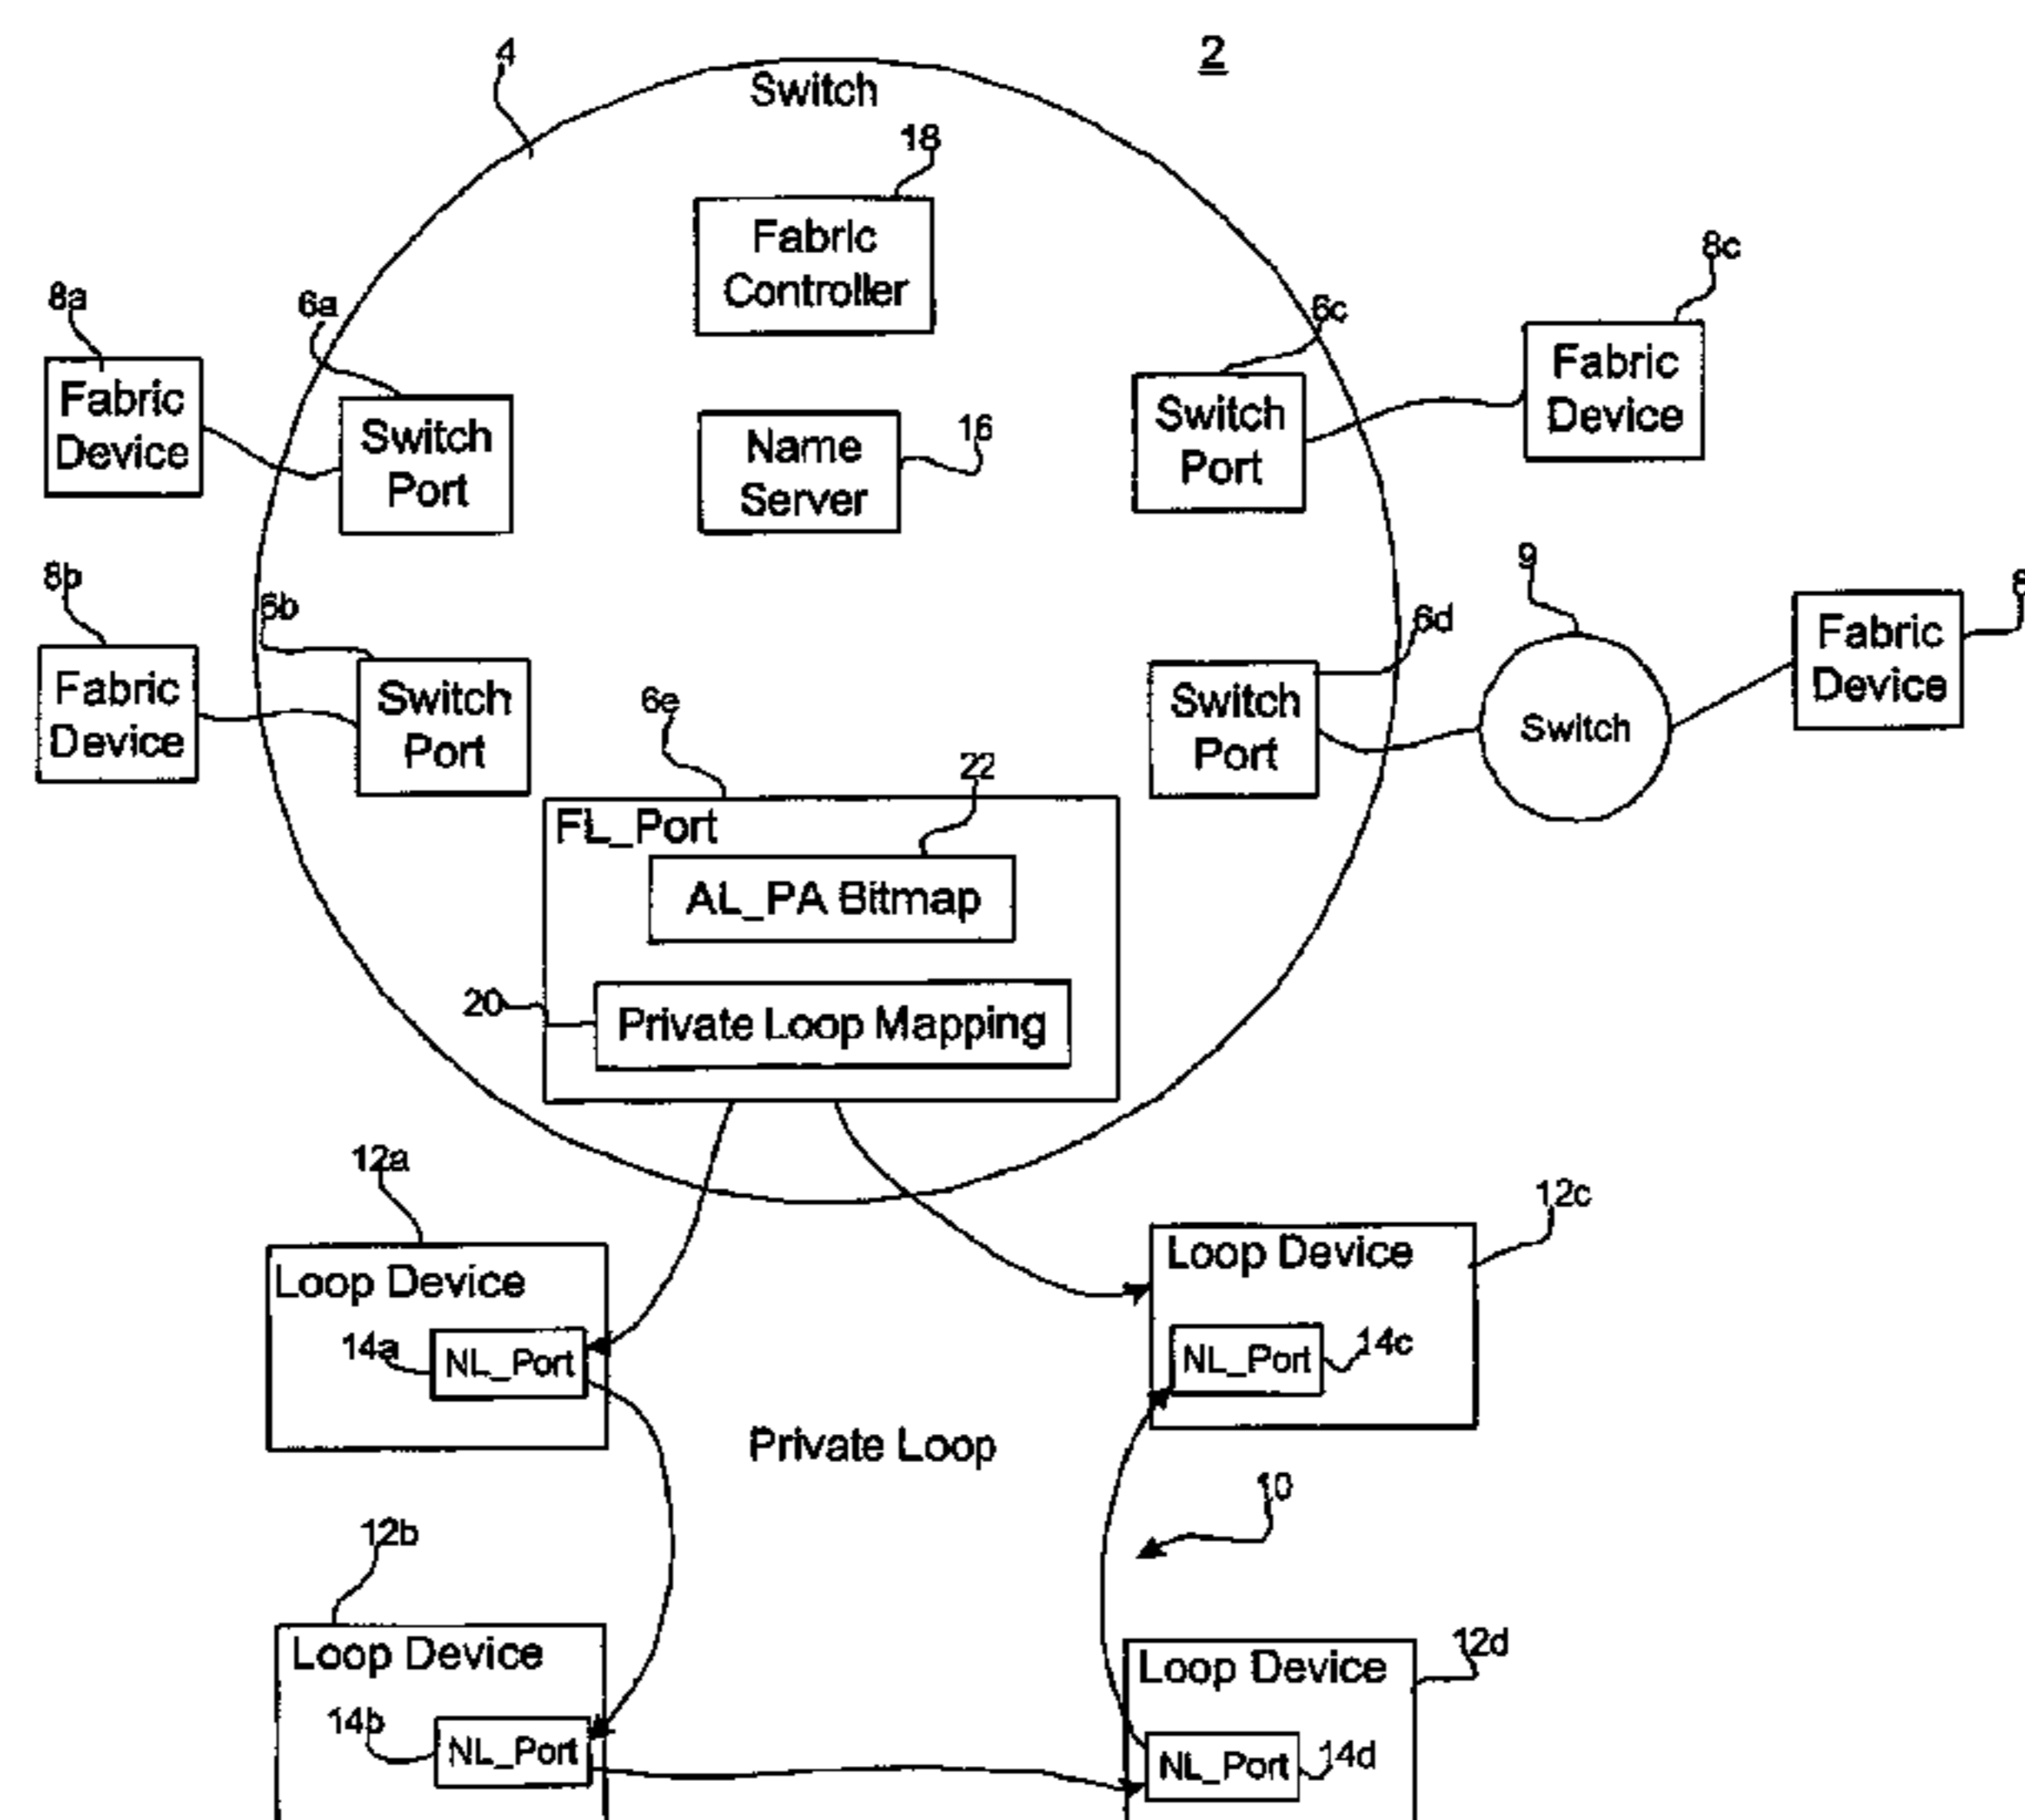 2
4
Switch
18
Fabric
Controller
8a
Fabric
Device
6a
Switch
Port
Name
Server
16
6c
Switch
Port
8c
Fabric
Device
8b
Fabric
Device
6b
Switch
Port
6d
Switch
Port
9
Switch
8
Fabric
Device
6e
FL_Port
22
AL_PA Bitmap
20
Private Loop Mapping
12a
Loop Device
14a
NL_Port
12c
Loop Device
NL_Port
14c
Private Loop
10
12b
Loop Device
14b
NL_Port
12d
Loop Device
NL_Port
14d